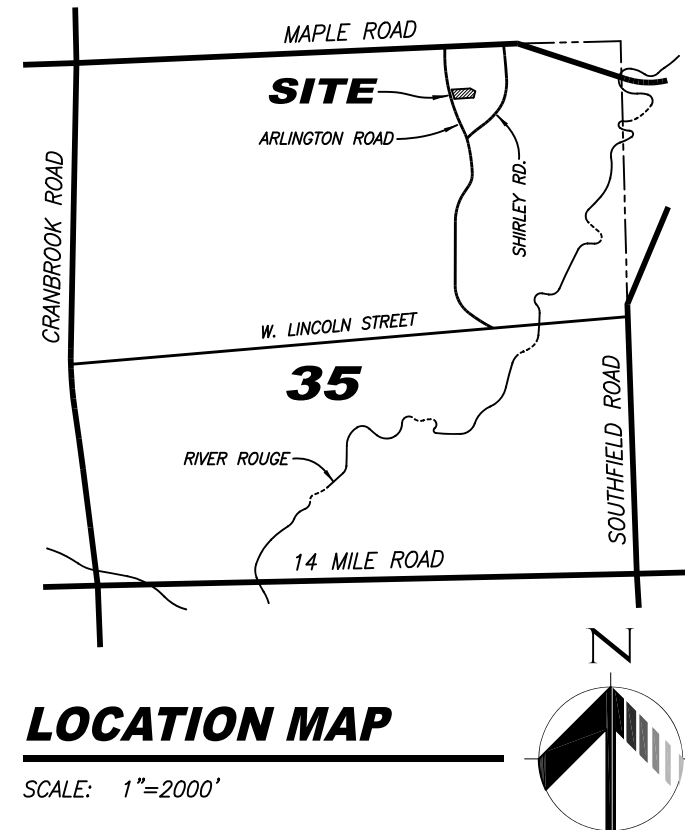 MAPLE ROAD
SITE
ARLINGTON ROAD
SHIRLEY RD.
CRANBROOK ROAD
W. LINCOLN STREET
35
SOUTHFIELD ROAD
RIVER ROUGE
14 MILE ROAD
N
LOCATION MAP
SCALE: 1"=2000'